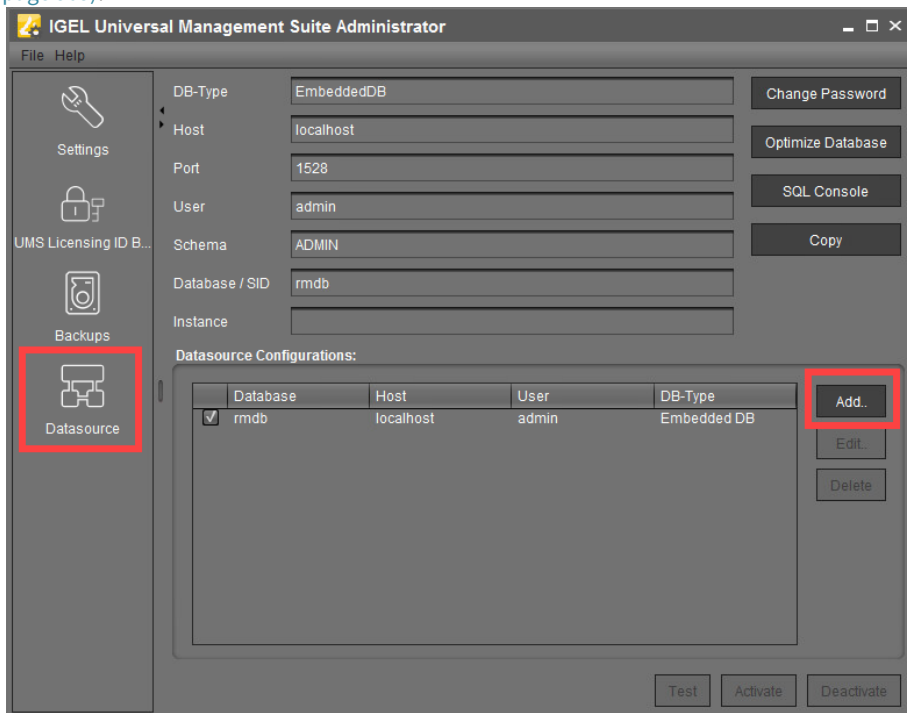 IGEL Universal Management Suite Administrator
File Help
Settings
UMS Licensing ID B...
Backups
Datasource
DB-Type EmbeddedDB
Host localhost
Port 1528
User admin
Schema ADMIN
Database / SID rmdb
Instance
Change Password
Optimize Database
SQL Console
Copy
Datasource Configurations:
Database Host User DB-Type
rmdb localhost admin Embedded DB
Add..
Edit..
Delete
Test Activate Deactivate